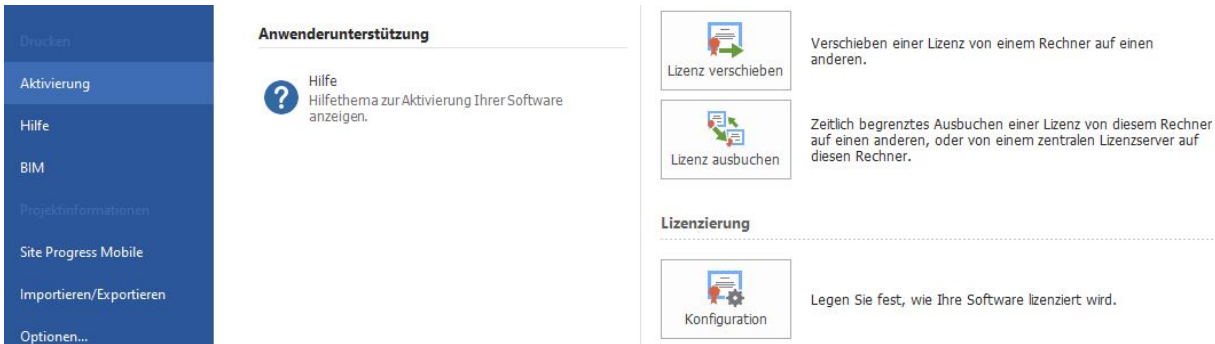 Drucken
Aktivierung
Hilfe
BIM
Projektinformationen
Site Progress Mobile
Importieren/Exportieren
Optionen...
Anwenderunterstützung
Hilfe
Hilfethema zur Aktivierung Ihrer Software
anzeigen.
Lizenz verschieben
Verschieben einer Lizenz von einem Rechner auf einen
anderen.
Lizenz ausbuchen
Zeitlich begrenztes Ausbuchen einer Lizenz von diesem Rechner
auf einen anderen, oder von einem zentralen Lizenzserver auf
diesen Rechner.
Lizenzierung
Konfiguration
Legen Sie fest, wie Ihre Software lizenziert wird.